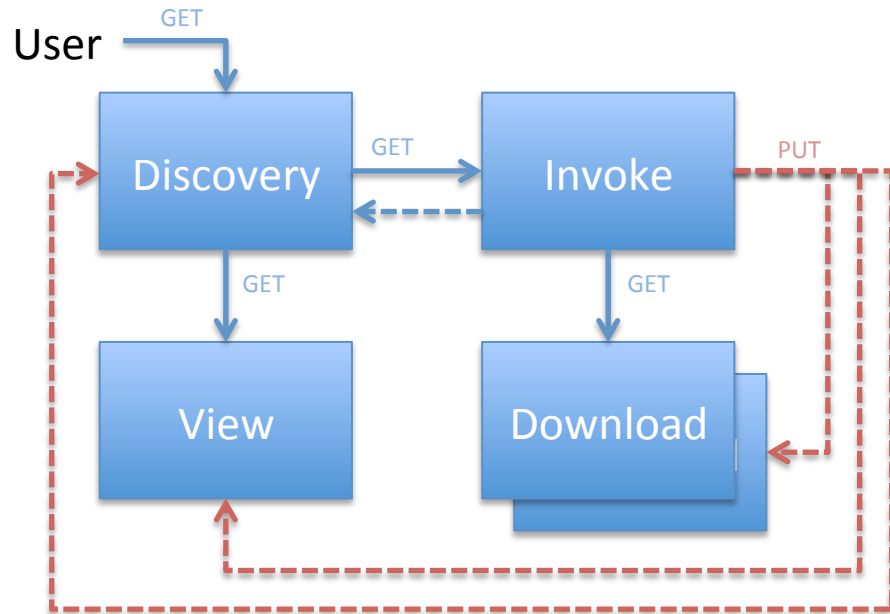 GET
User
Discovery
GET
Invoke
PUT
GET
GET
View
Download